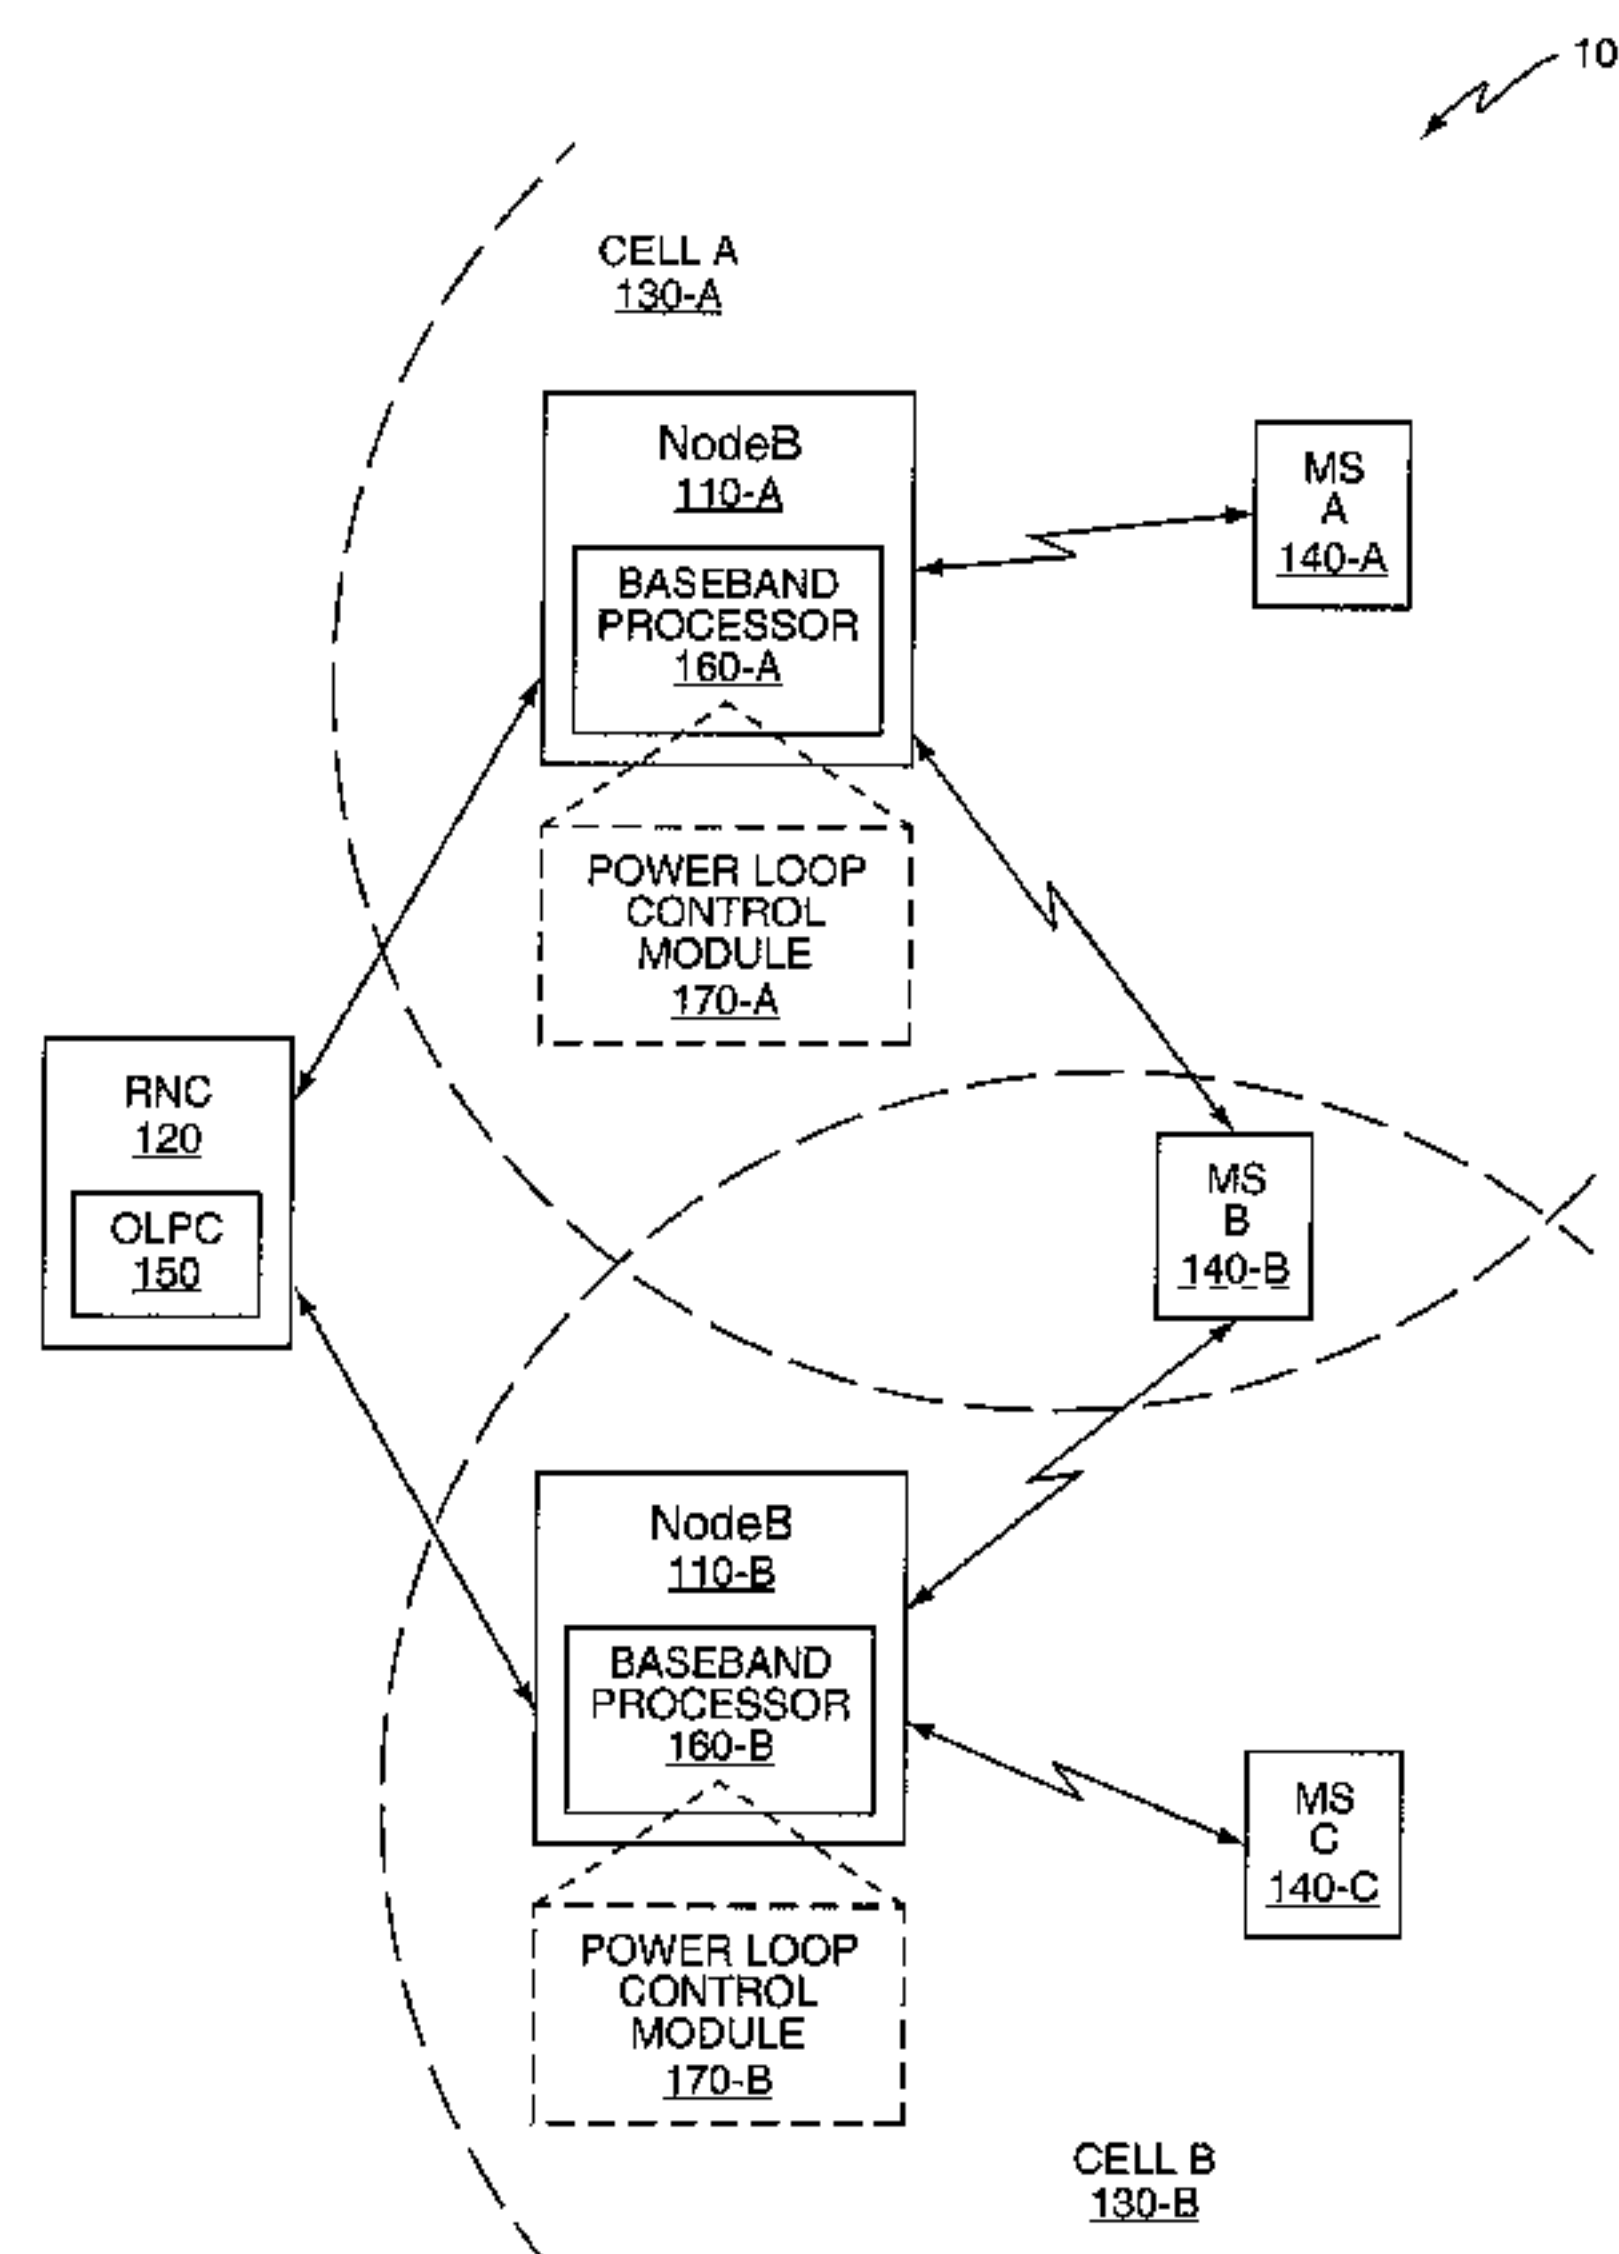 10
CELL A
130-A
NodeB
110-A
BASEBAND
PROCESSOR
160-A
MS
A
140-A
POWER LOOP
CONTROL
MODULE
170-A
RNC
120
OLPC
150
MS
B
140-B
NodeB
110-B
BASEBAND
PROCESSOR
160-B
MS
C
140-C
POWER LOOP
CONTROL
MODULE
170-B
CELL B
130-B